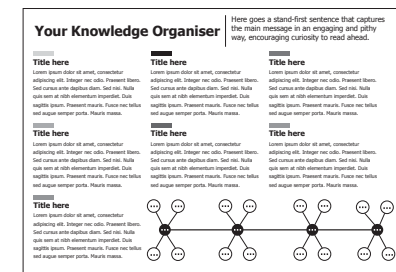 Your Knowledge Organiser
Here goes a stand-first sentence that captures
the main message in an engaging and pithy
way, encouraging curiosity to read ahead.
Title here
Lorem ipsum dolor sit amet, consectetur
adipiscing elit. Integer nec odio. Praesent libero.
Sed cursus ante dapibus diam. Sed nisi. Nulla
quis sem at nibh elementum imperdiet. Duis
sagittis ipsum. Praesent mauris. Fusce nec tellus
sed augue semper porta. Mauris massa.
Title here
Lorem ipsum dolor sit amet, consectetur
adipiscing elit. Integer nec odio. Praesent libero.
Sed cursus ante dapibus diam. Sed nisi. Nulla
quis sem at nibh elementum imperdiet. Duis
sagittis ipsum. Praesent mauris. Fusce nec tellus
sed augue semper porta. Mauris massa.
Title here
Lorem ipsum dolor sit amet, consectetur
adipiscing elit. Integer nec odio. Praesent libero.
Sed cursus ante dapibus diam. Sed nisi. Nulla
quis sem at nibh elementum imperdiet. Duis
sagittis ipsum. Praesent mauris. Fusce nec tellus
sed augue semper porta. Mauris massa.
Title here
Lorem ipsum dolor sit amet, consectetur
adipiscing elit. Integer nec odio. Praesent libero.
Sed cursus ante dapibus diam. Sed nisi. Nulla
quis sem at nibh elementum imperdiet. Duis
sagittis ipsum. Praesent mauris. Fusce nec tellus
sed augue semper porta. Mauris massa.
Title here
Lorem ipsum dolor sit amet, consectetur
adipiscing elit. Integer nec odio. Praesent libero.
Sed cursus ante dapibus diam. Sed nisi. Nulla
quis sem at nibh elementum imperdiet. Duis
sagittis ipsum. Praesent mauris. Fusce nec tellus
sed augue semper porta. Mauris massa.
Title here
Lorem ipsum dolor sit amet, consectetur
adipiscing elit. Integer nec odio. Praesent libero.
Sed cursus ante dapibus diam. Sed nisi. Nulla
quis sem at nibh elementum imperdiet. Duis
sagittis ipsum. Praesent mauris. Fusce nec tellus
sed augue semper porta. Mauris massa.
Title here
Lorem ipsum dolor sit amet, consectetur
adipiscing elit. Integer nec odio. Praesent libero.
Sed cursus ante dapibus diam. Sed nisi. Nulla
quis sem at nibh elementum imperdiet. Duis
sagittis ipsum. Praesent mauris. Fusce nec tellus
sed augue semper porta. Mauris massa.